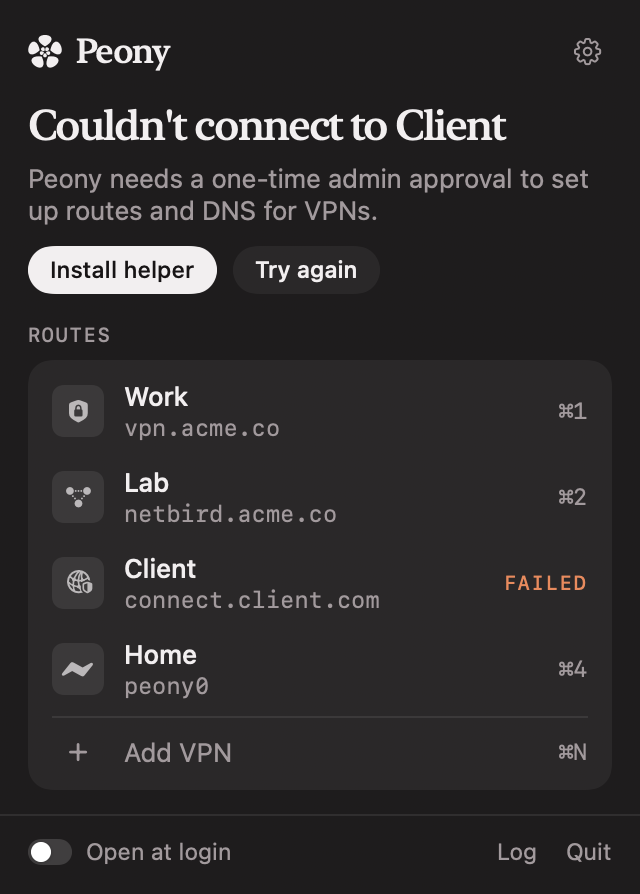 Peony
Couldn't connect to Client
Peony needs a one-time admin approval to set
up routes and DNS for VPNs.
Install helper
Try again
ROUTES
Work
vpn.acme.co
⌘1
Lab
netbird.acme.co
⌘2
Client
connect.client.com
FAILED
Home
peony0
⌘4
Add VPN
⌘N
Open at login
Log
Quit